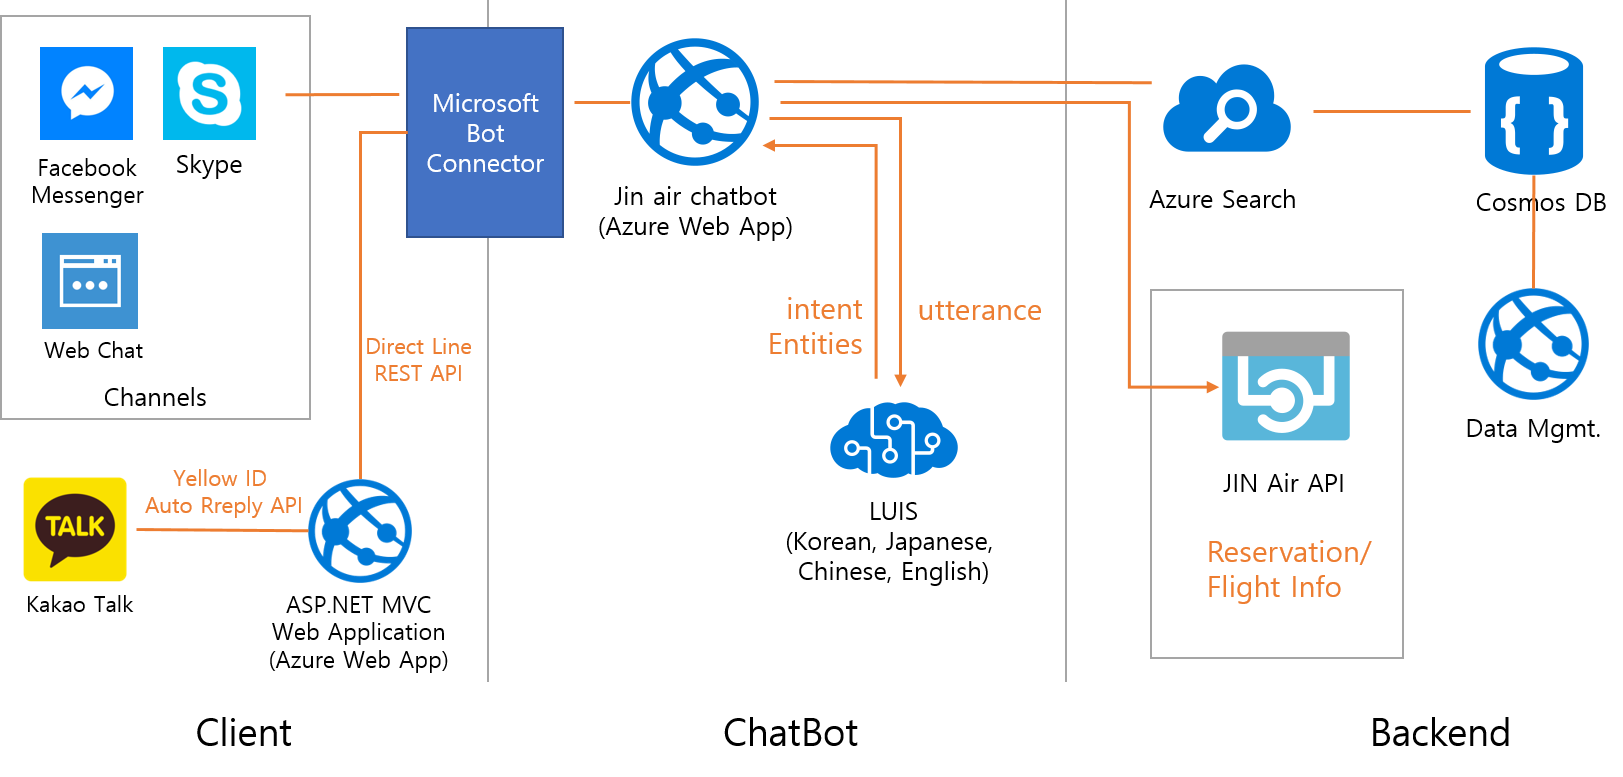 Facebook
Messenger
Skype
Web Chat
Channels
Microsoft
Bot
Connector
Direct Line
REST API
Yellow ID
Auto Rreply API
TALK
Kakao Talk
ASP.NET MVC
Web Application
(Azure Web App)
Client
Jin air chatbot
(Azure Web App)
intent
Entities
utterance
LUIS
(Korean, Japanese,
Chinese, English)
ChatBot
Azure Search
Cosmos DB
Data Mgmt.
JIN Air API
Reservation/
Flight Info
Backend